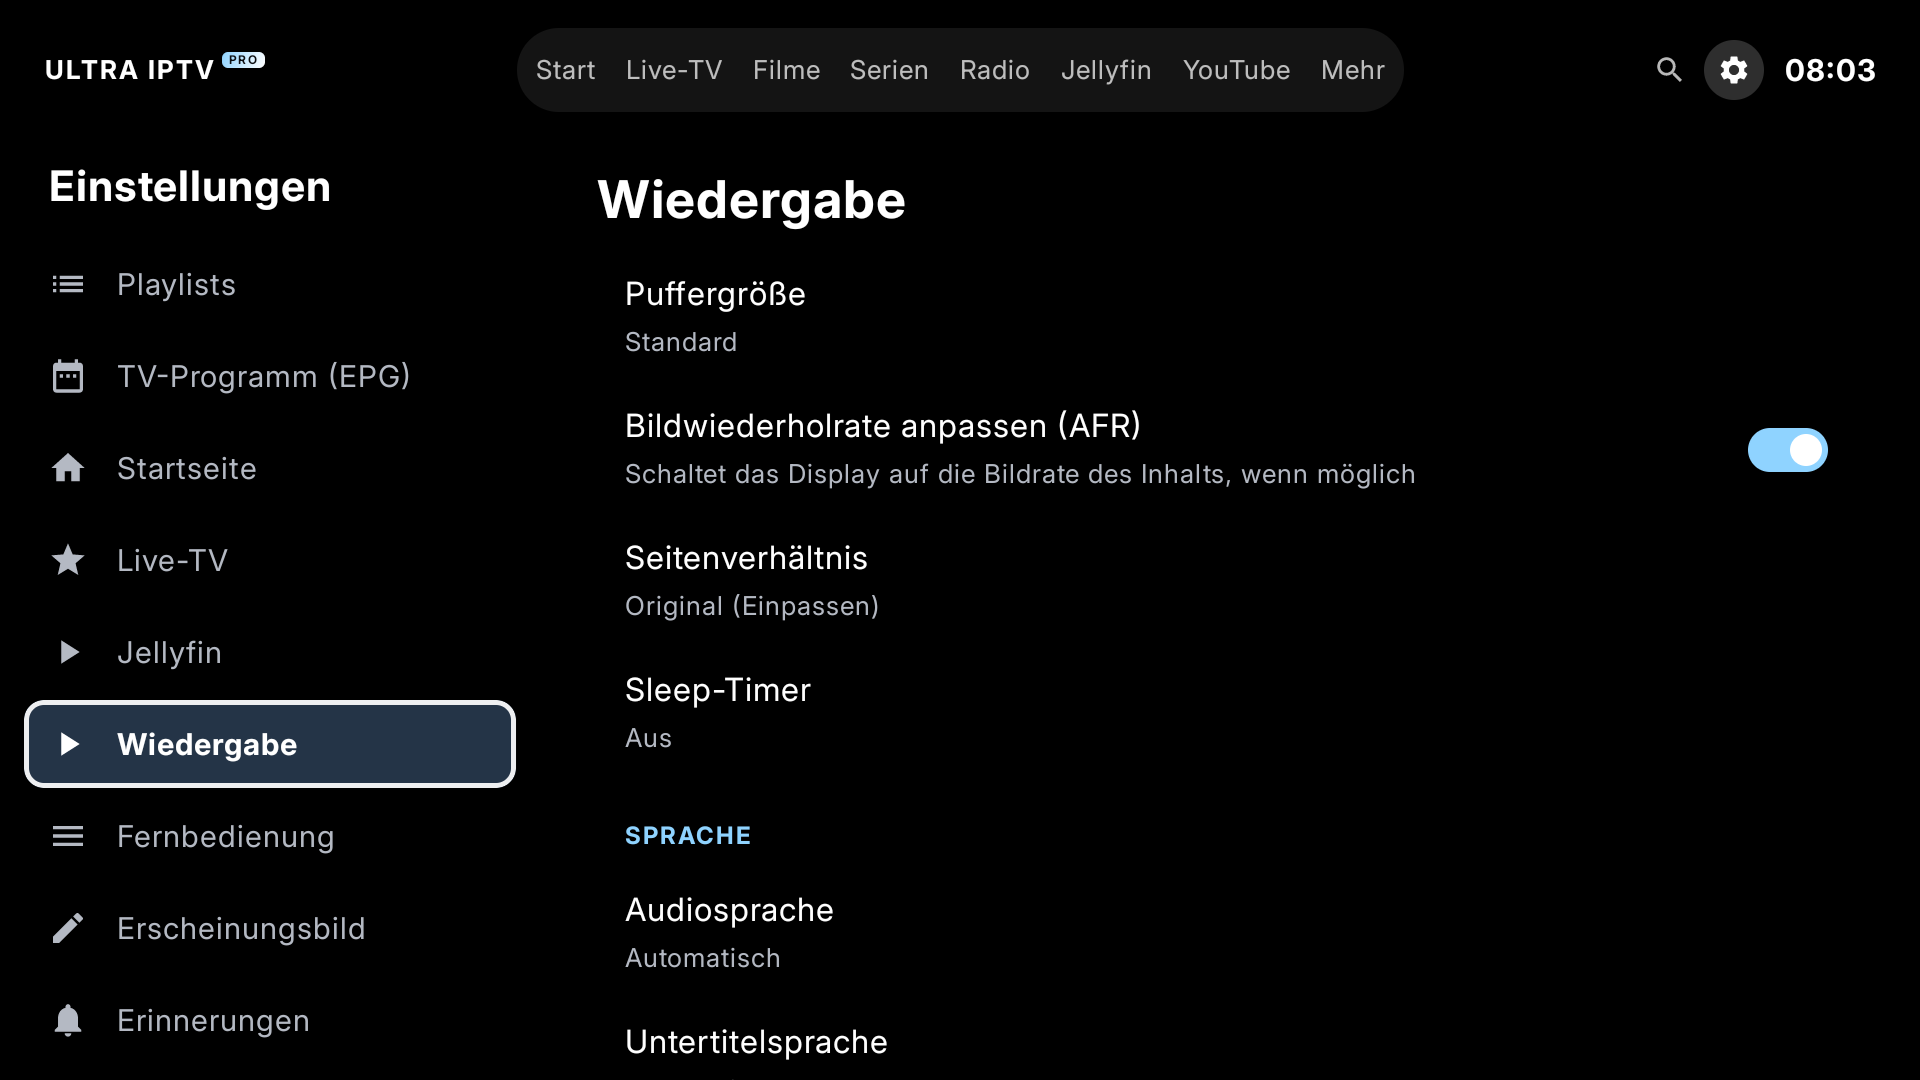 ULTRA IPTV PRO
Start Live-TV Filme Serien Radio Jellyfin YouTube Mehr
08:03
Einstellungen
Playlists
TV-Programm (EPG)
Startseite
Live-TV
Jellyfin
Wiedergabe
Fernbedienung
Erscheinungsbild
Erinnerungen
Wiedergabe
Puffergröße
Standard
Bildwiederholrate anpassen (AFR)
Schaltet das Display auf die Bildrate des Inhalts, wenn möglich
Seitenverhältnis
Original (Einpassen)
Sleep-Timer
Aus
SPRACHE
Audiosprache
Automatisch
Untertitelsprache